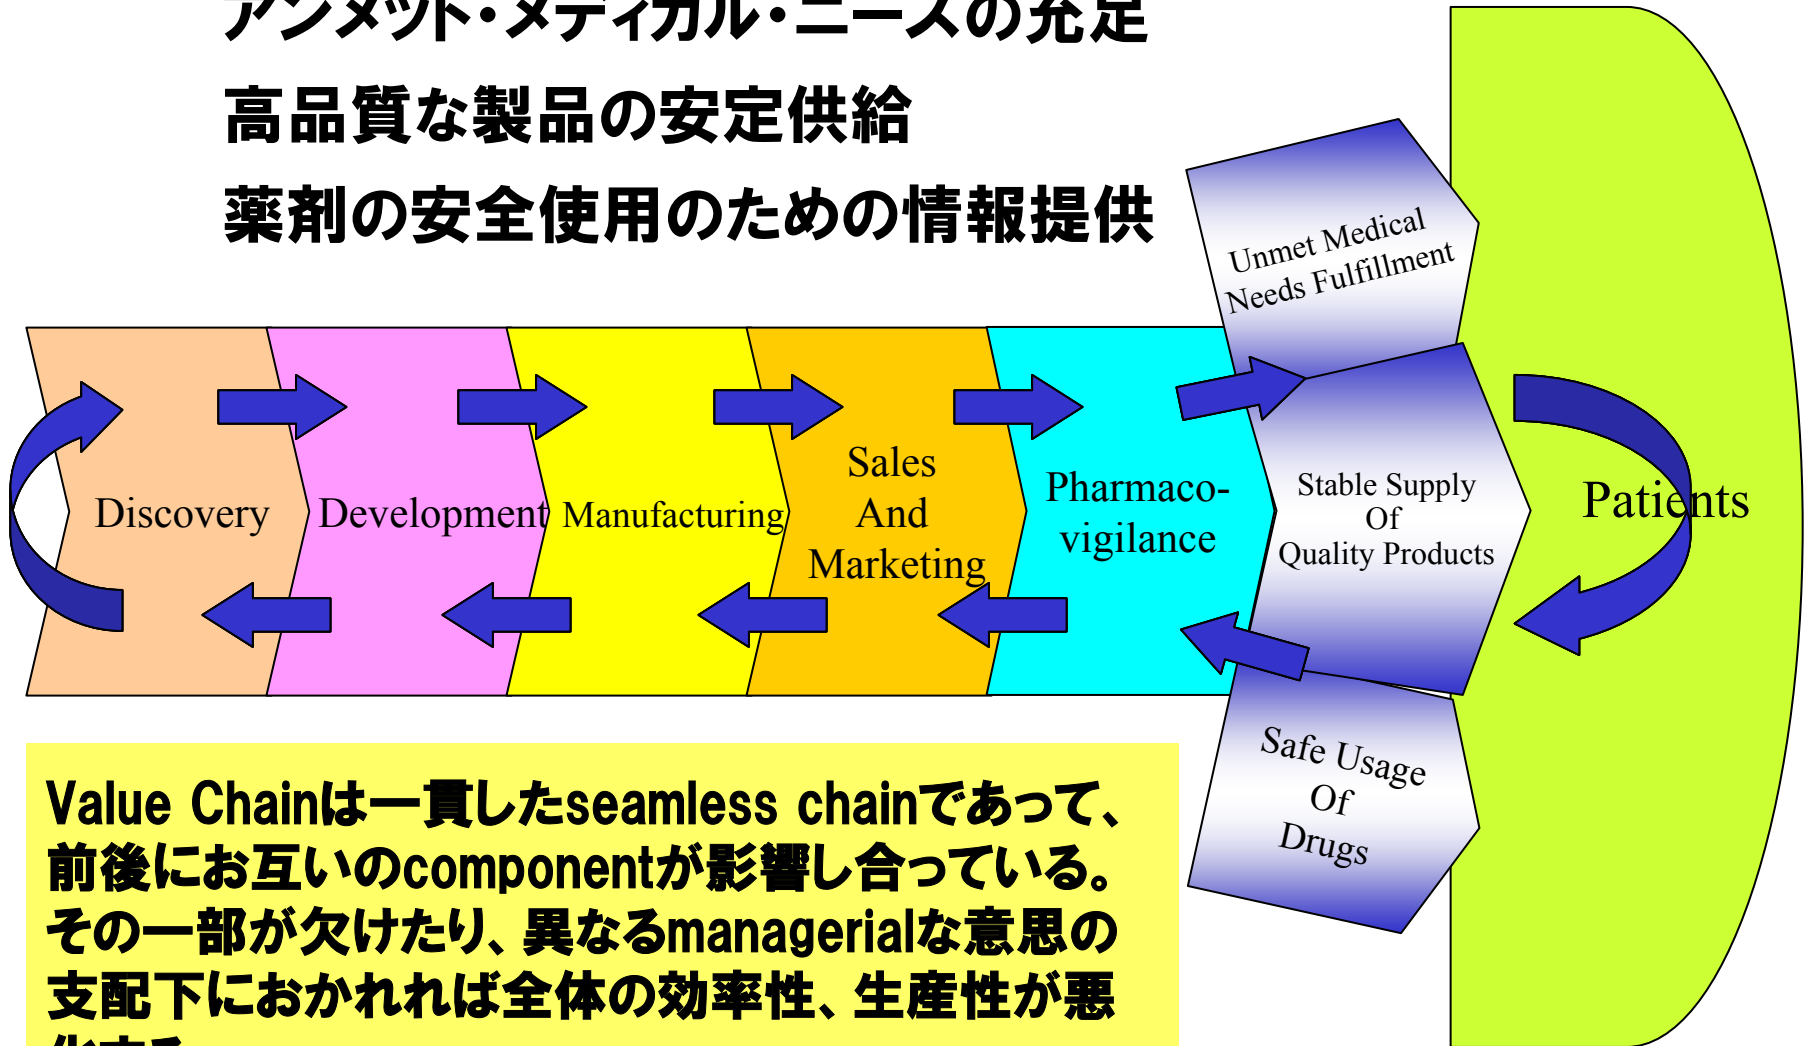 アンメット・メディカル・ニーズの充足
高品質な製品の安定供給
薬剤の安全使用のための情報提供
Unmet Medical
Needs Fulfillment
Discovery
Development
Manufacturing
Sales
And
Marketing
Pharmaco-
vigilance
Stable Supply
Of
Quality Products
Patients
Safe Usage
Of
Drugs
Value Chainは一貫したseamless chainであって、
前後にお互いのcomponentが影響し合っている。
その一部が欠けたり、異なるmanagerialな意思の
支配下におかれれば全体の効率性、生産性が悪
化する